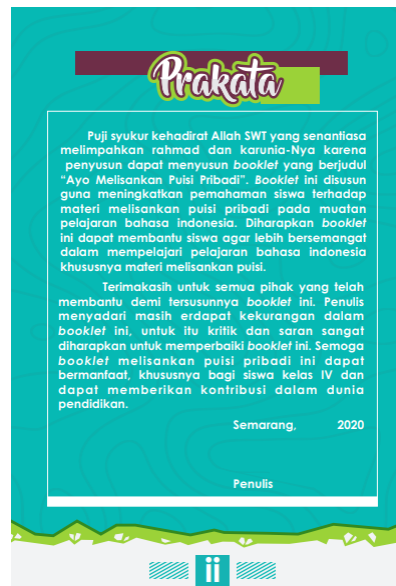 Prakata
Puji syukur kehadirat Allah SWT yang senantiasa
melimpahkan rahmad dan karunia-Nya karena
penyusun dapat menyusun booklet yang berjudul
“Ayo Melisankan Puisi Pribadi”. Booklet ini disusun
guna meningkatkan pemahaman siswa terhadap
materi melisankan puisi pribadi pada muatan
pelajaran bahasa indonesia. Diharapkan booklet
ini dapat membantu siswa agar lebih bersemangat
dalam mempelajari pelajaran bahasa indonesia
khususnya materi melisankan puisi.
Terimakasih untuk semua pihak yang telah
membantu demi tersusunnya booklet ini. Penulis
menyadari masih erdapat kekurangan dalam
booklet ini, untuk itu kritik dan saran sangat
diharapkan untuk memperbaiki booklet ini. Semoga
booklet melisankan puisi pribadi ini dapat
bermanfaat, khususnya bagi siswa kelas IV dan
dapat memberikan kontribusi dalam dunia
pendidikan.
Semarang, 2020
Penulis
ii